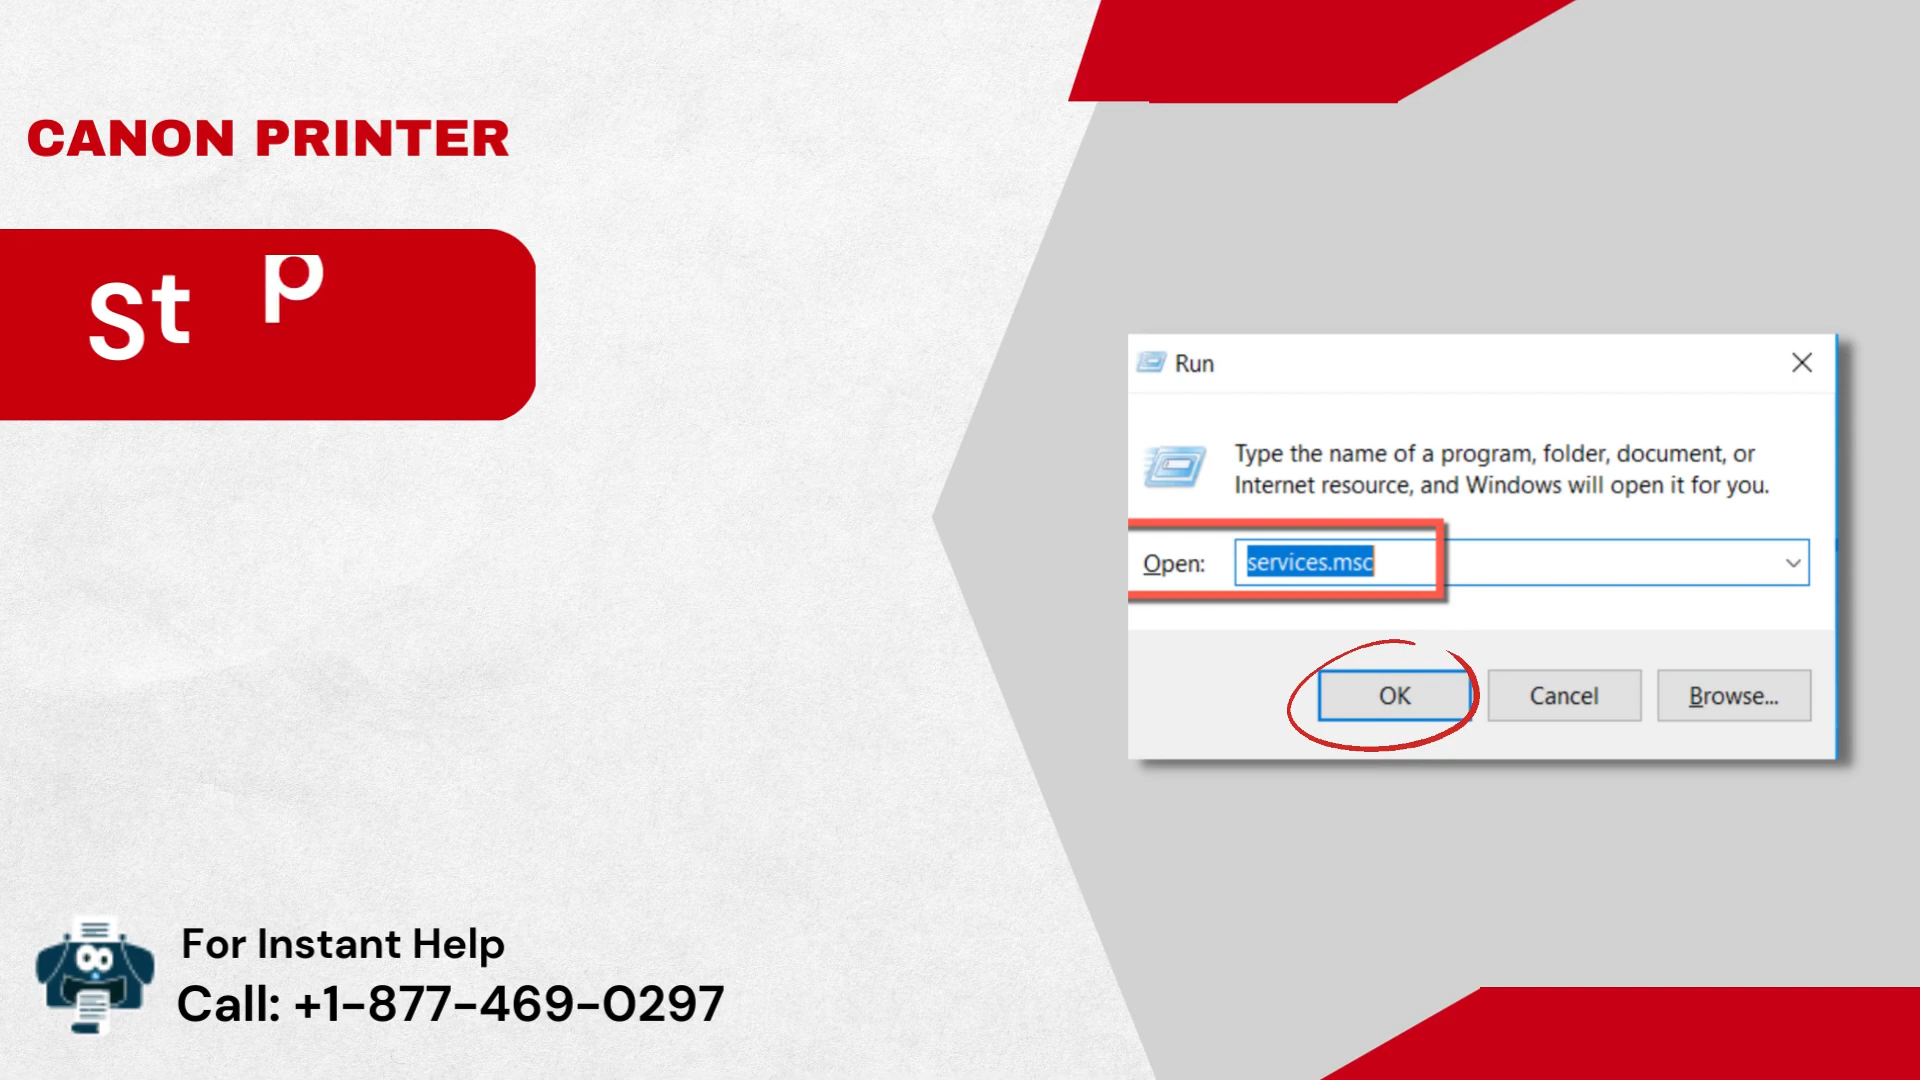 CANON PRINTER
St p
Run
Type the name of a program, folder, document, or
Internet resource, and Windows will open it for you.
Open: services.msc
OK Cancel Browse...
For Instant Help
Call: +1-877-469-0297